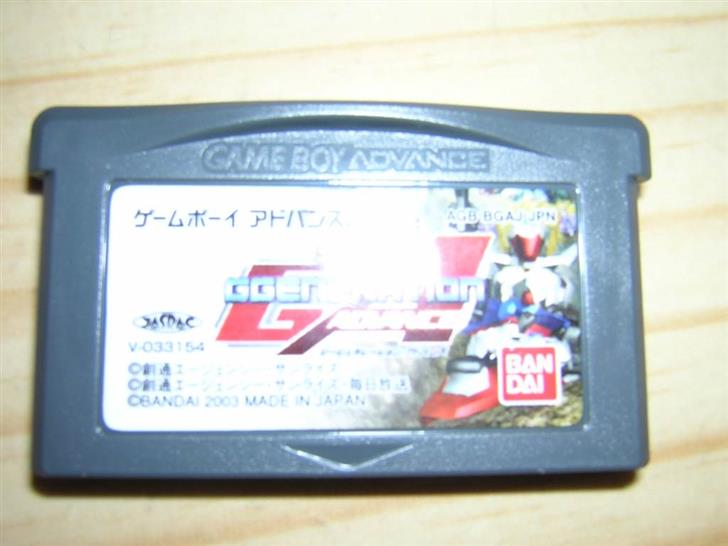 GAME BOY ADVANCE
ゲームボーイ アドバンス
AGB-BGAJ-JPN
GGENERATION
ADVANCE
JASPAC
V-033154
©創通エージェンシー・サンライズ
©創通エージェンシー・サンライズ・毎日放送
©BANDAI 2003 MADE IN JAPAN
BAN
DAI